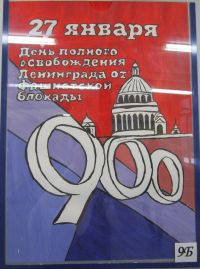 27 января
День полного
освобождения
Ленинграда от
фашистской
блокады
900
9Б